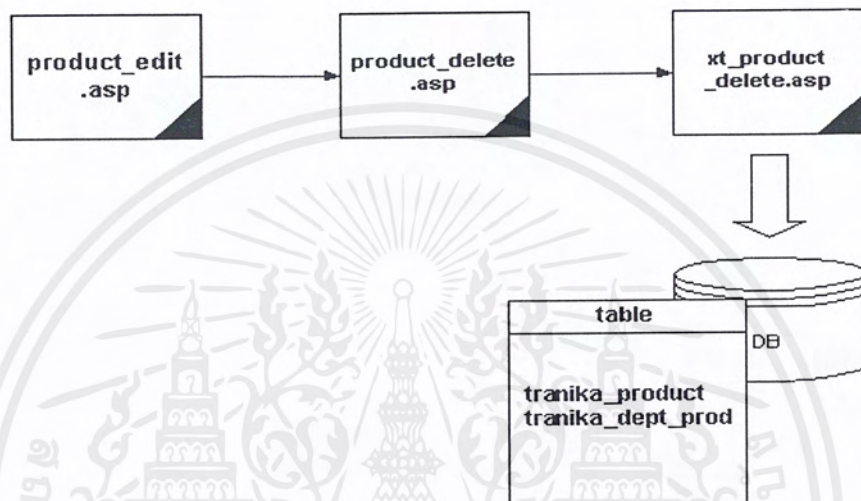 product_edit
.asp
product_delete
.asp
xt_product
_delete.asp
table
DB
tranika_product
tranika_dept_prod